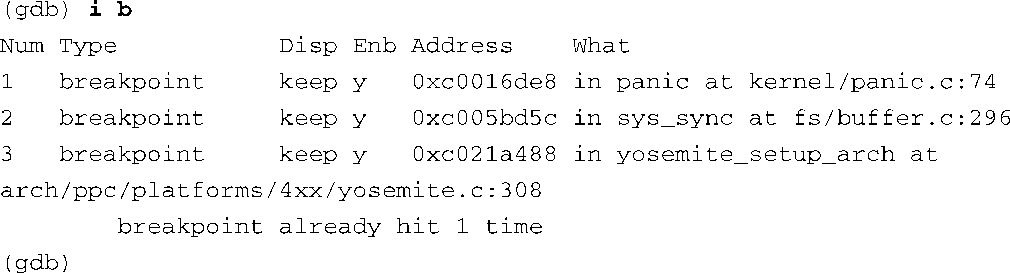 (gdb) i b
Num Type           Disp Enb Address    What
1   breakpoint     keep y   0xc0016de8 in panic at kernel/panic.c:74
2   breakpoint     keep y   0xc005bd5c in sys_sync at fs/buffer.c:296
3   breakpoint     keep y   0xc021a488 in yosemite_setup_arch at
arch/ppc/platforms/4xx/yosemite.c:308
        breakpoint already hit 1 time
(gdb)